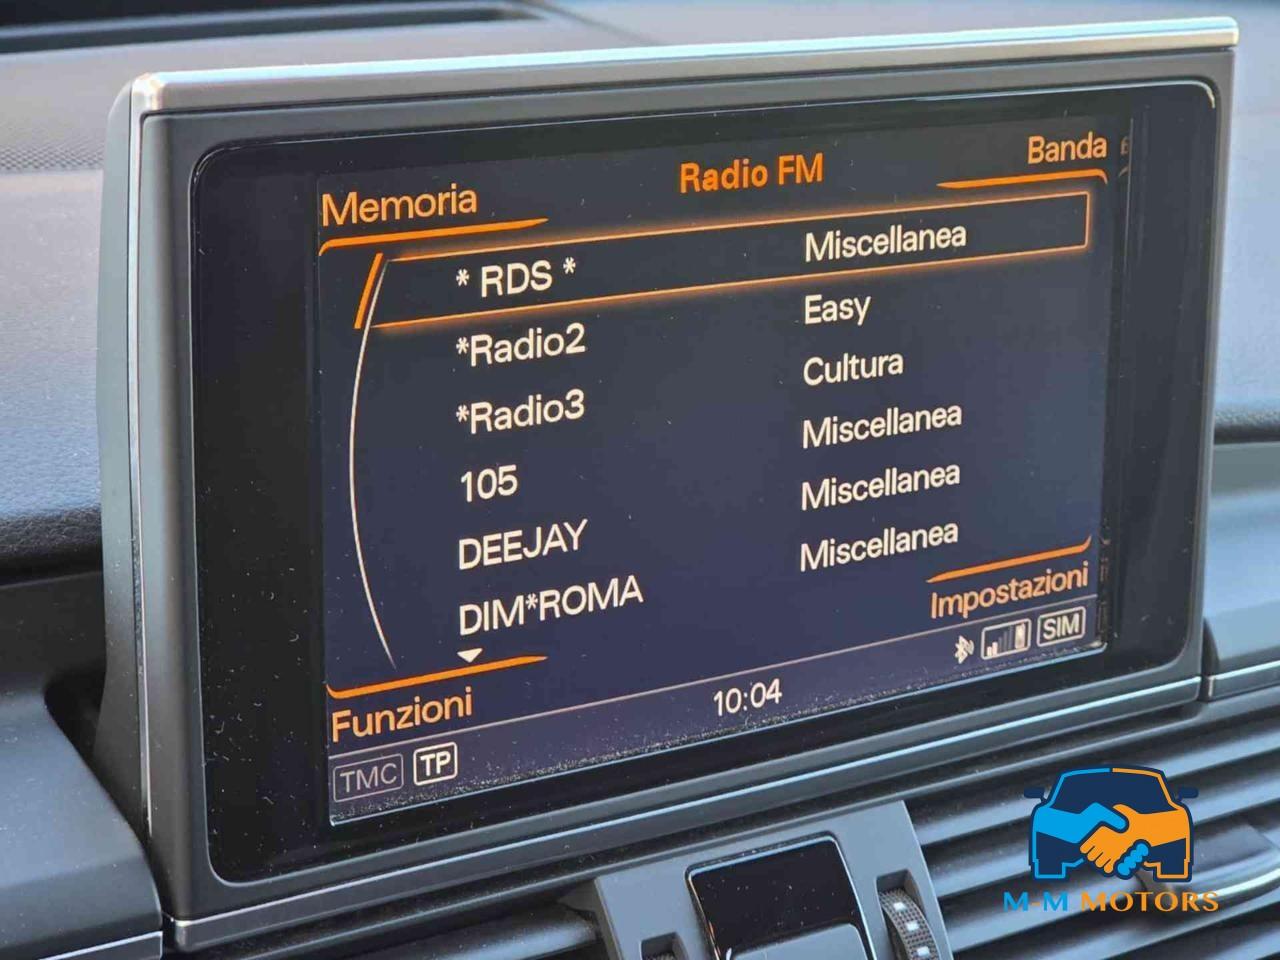 Memoria
Radio FM
Banda
* RDS * Miscellanea
*Radio2 Easy
*Radio3 Cultura
105 Miscellanea
DEEJAY Miscellanea
DIM*ROMA Miscellanea
Impostazioni
Funzioni
10:04
SIM
TMC TP
M-M MOTORS